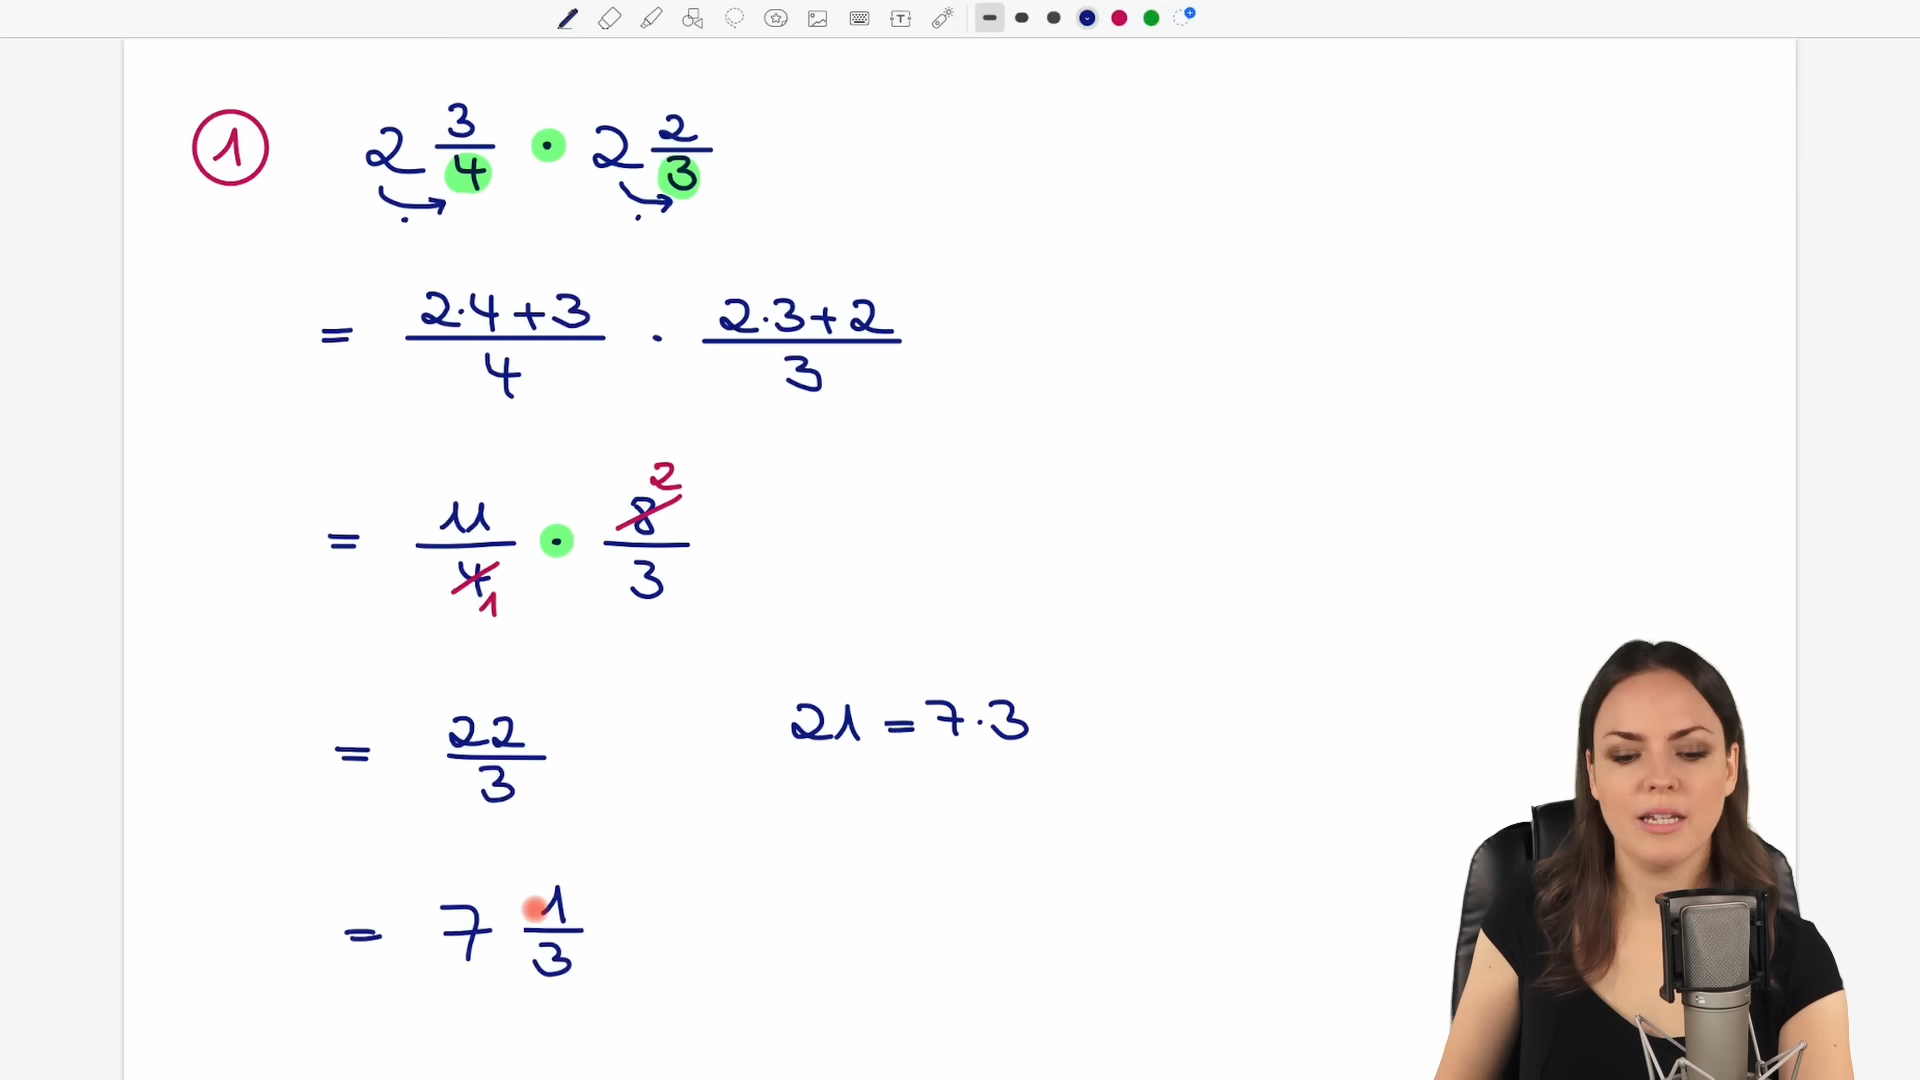 1 2 3/4 · 2 2/3
= (2·4+3)/4 · (2·3+2)/3
= 11/4 1 · 8 2/3
= 22/3 21 = 7·3
= 7 1/3